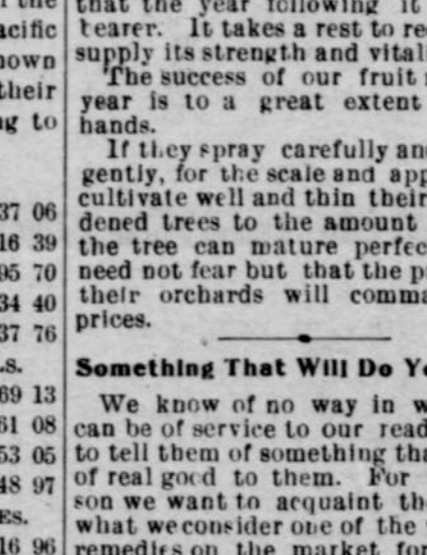 the
acific
nown
their
ng to
37 06
16 39
95 70
34 40
37 76
.s.
69 13
61 08
53 05
48 97
ES.
16 96
that the year following it
bearer. It takes a rest to re
supply its strength and vitali
The success of our fruit
year is to a great extent
hands.
If they spray carefully and
gently, for the scale and app
cultivate well and thin their
dened trees to the amount
the tree can mature perfec
need not fear but that the p
their orchards will comma
prices.
Something That Will Do Yo
We know of no way in w
can be of service to our read
to tell them of something tha
of real good to them. For
son we want to acquaint th
what we consider one of the
remedies on the market for